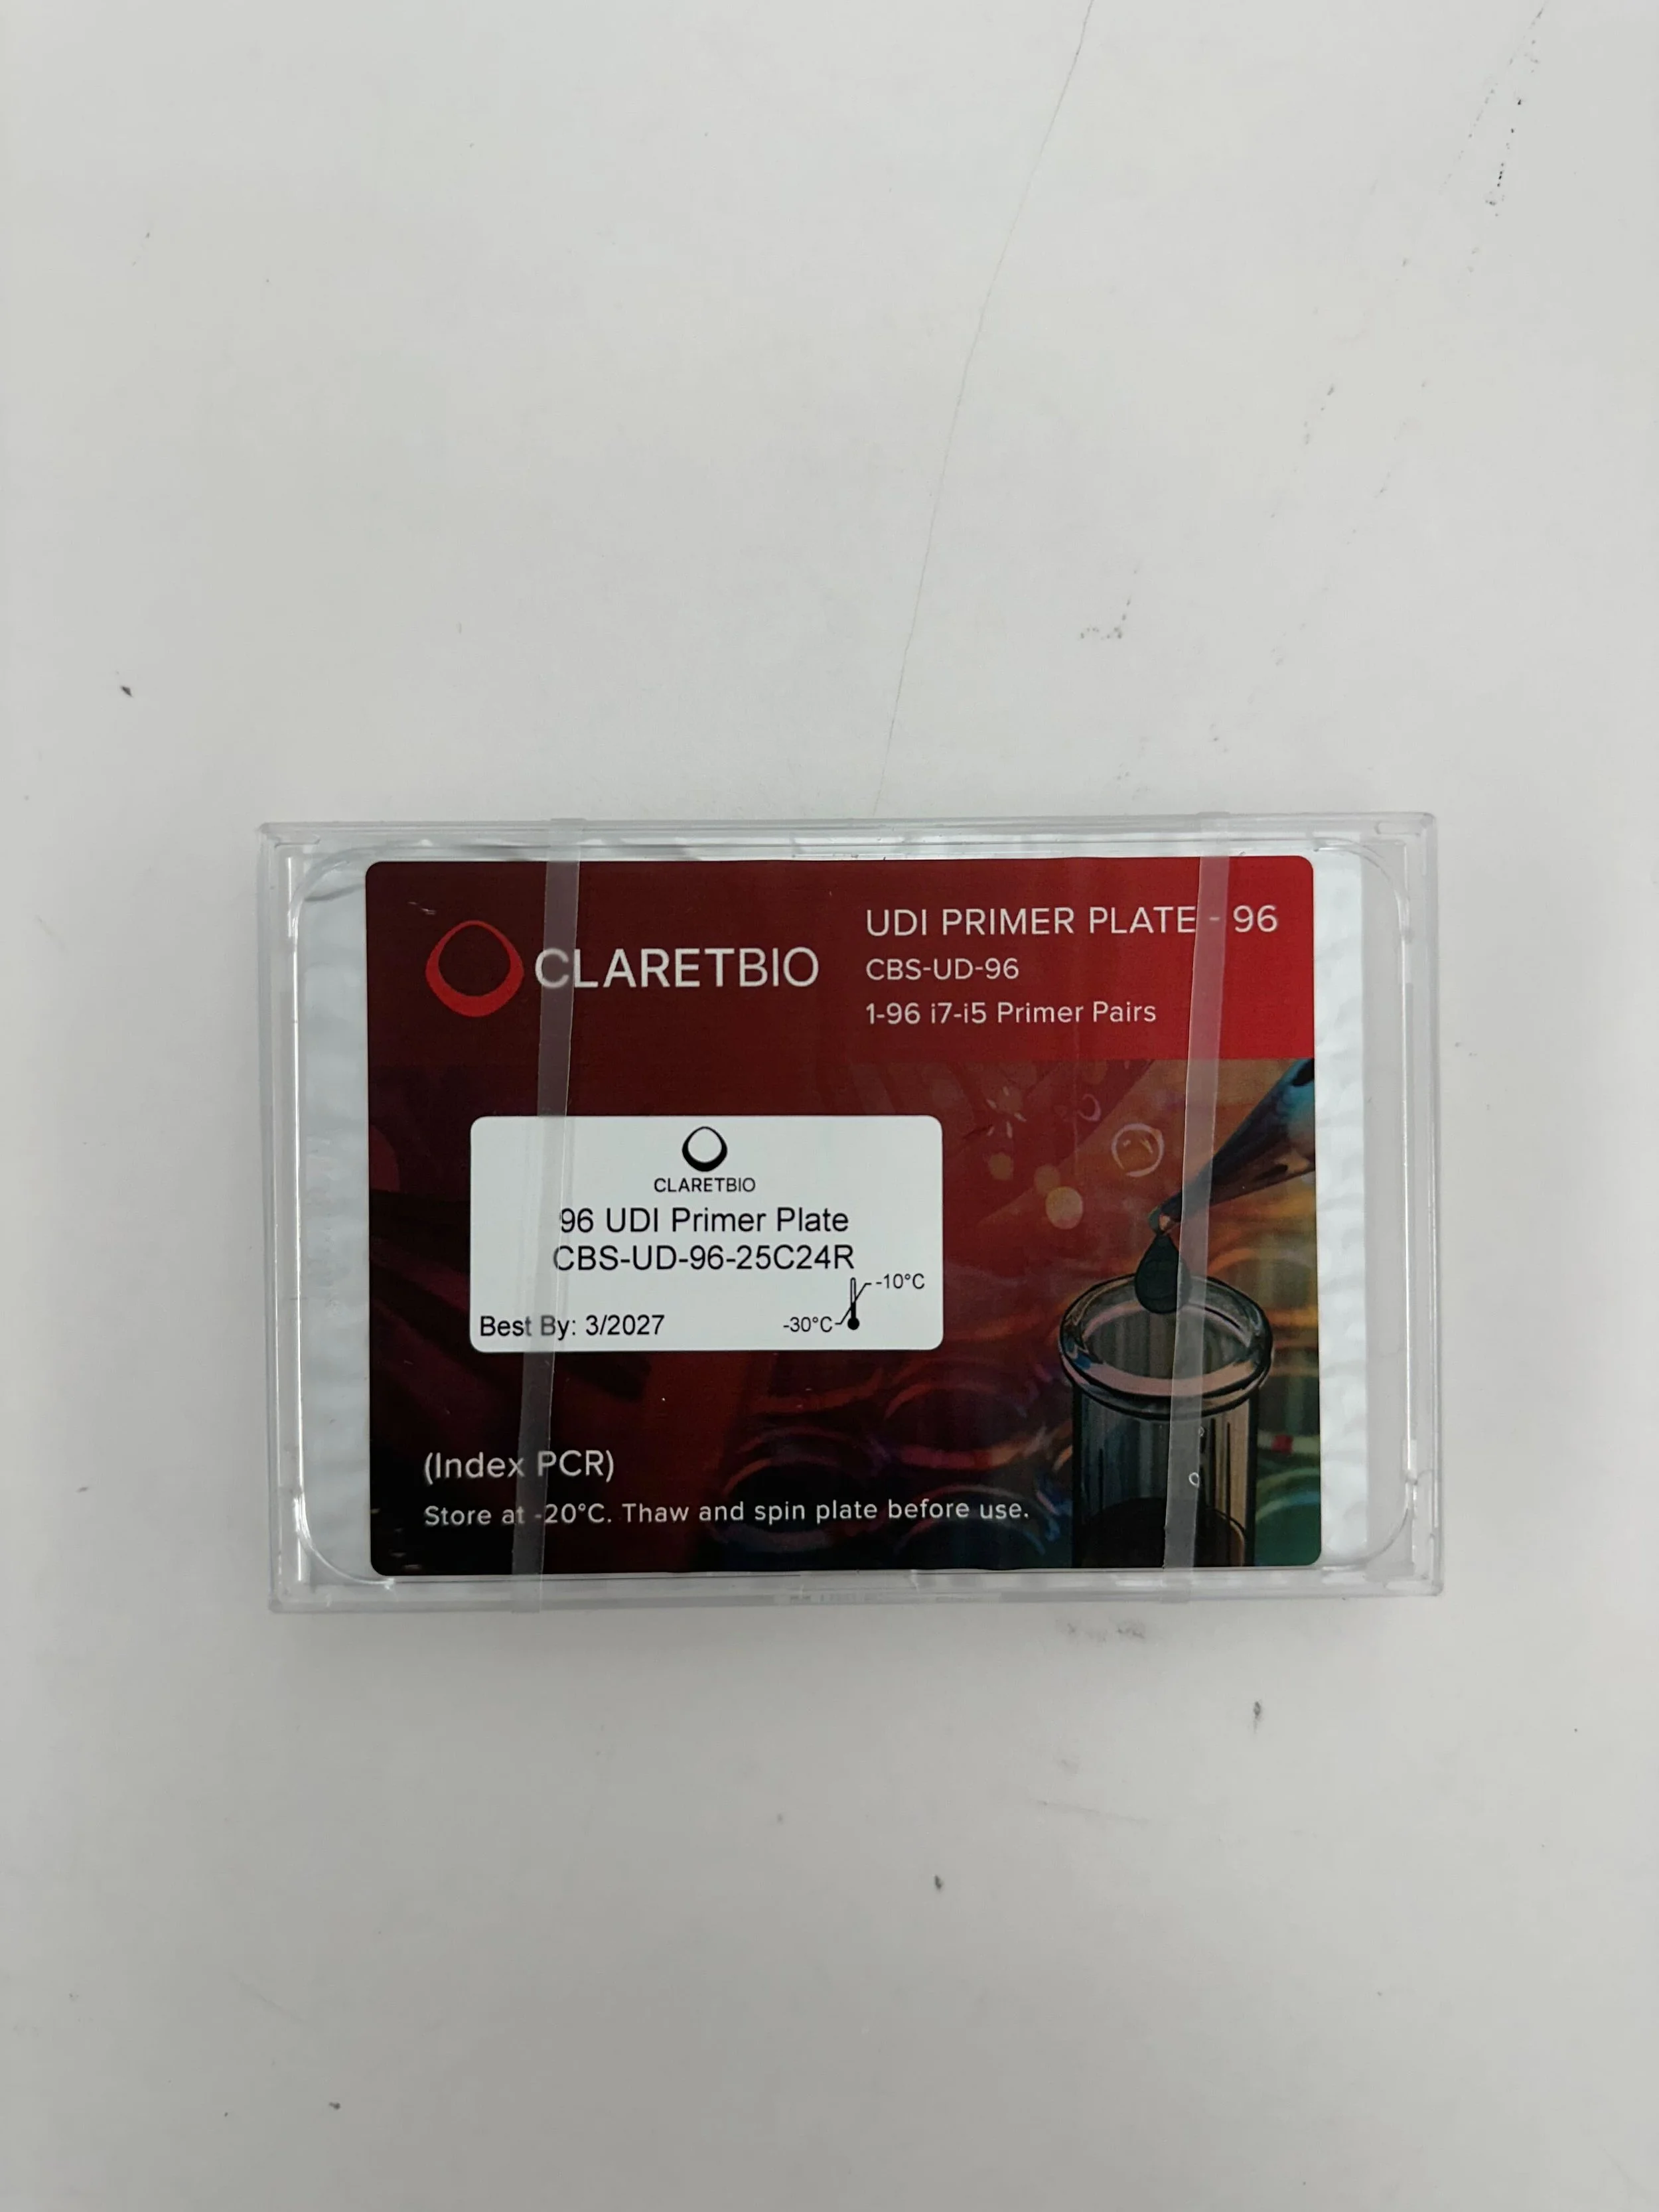 CLARETBIO
UDI PRIMER PLATE - 96
CBS-UD-96
1-96 i7-i5 Primer Pairs
CLARETBIO
96 UDI Primer Plate
CBS-UD-96-25C24R
-10°C
Best By: 3/2027
-30°C
(Index PCR)
Store at -20°C. Thaw and spin plate before use.